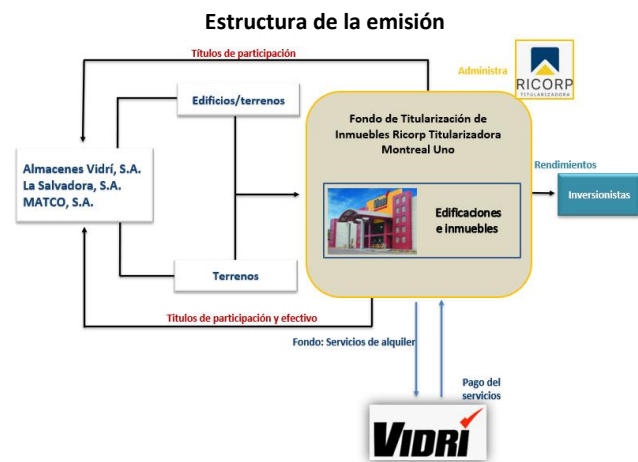 Estructura de la emisión
Títulos de participación
Administra
RICORP
TITULARIZADORA
Edificios/terrenos
Fondo de Titularización de
Inmuebles Ricorp Titularizadora
Montreal Uno
Almacenes Vidrí, S.A.
La Salvadora, S.A.
MATCO, S.A.
Rendimientos
Inversionistas
Edificaciones
e inmuebles
Terrenos
Titulos de participación y efectivo
Fondo: Servicios de alquiler
Pago del
servicios
VIDRÍ